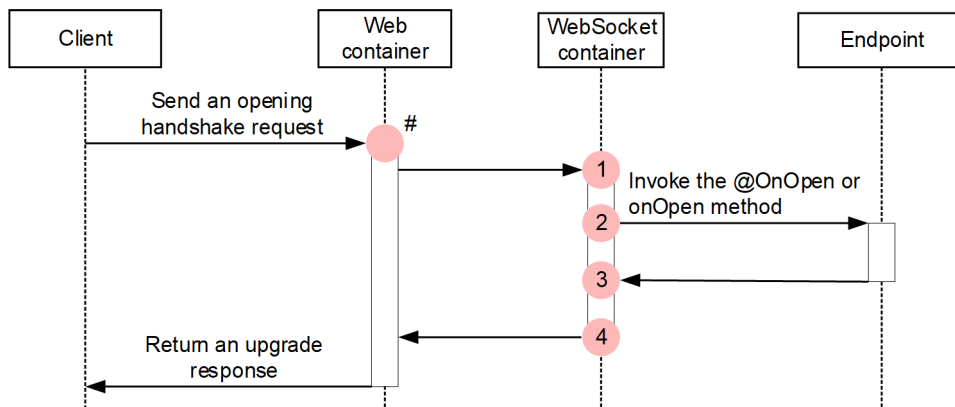 Client
Web
container
WebSocket
container
Endpoint
Send an opening
handshake request
#
1
Invoke the @OnOpen or
onOpen method
2
3
4
Return an upgrade
response